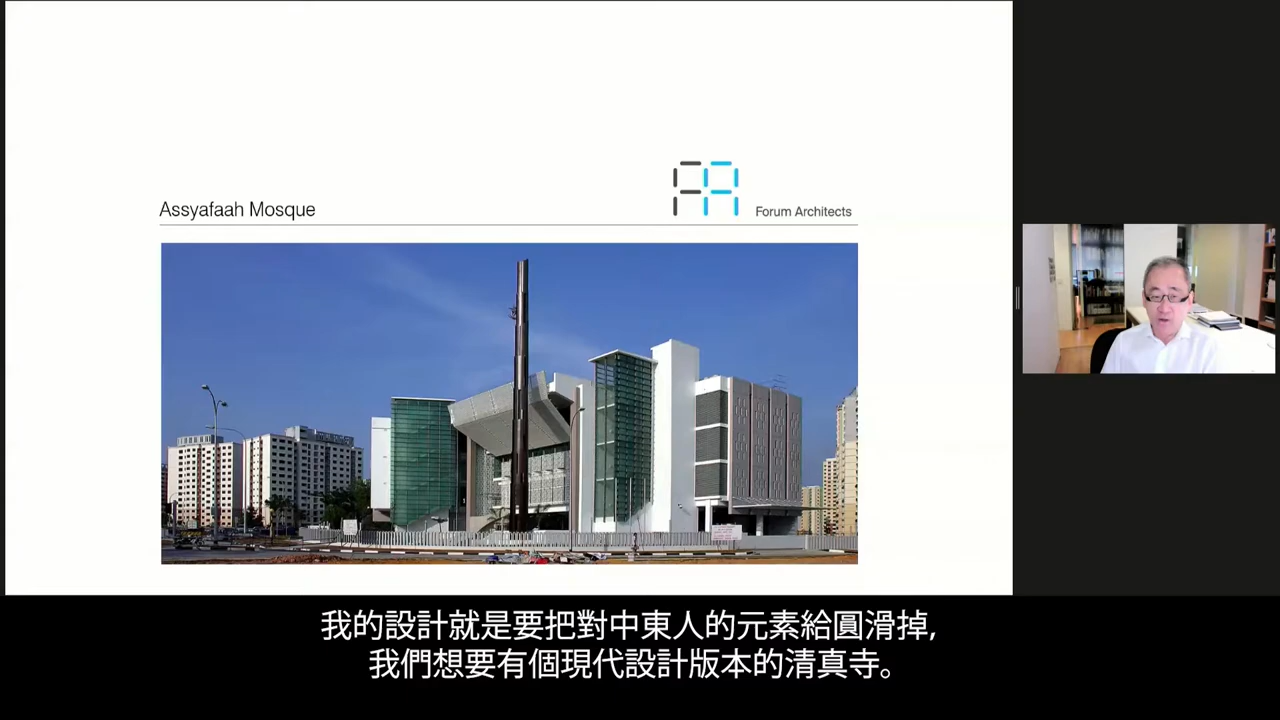 Assyafaah Mosque
FA
Forum Architects
我的設計就是要把對中東人的元素給圓滑掉,
我們想要有個現代設計版本的清真寺。